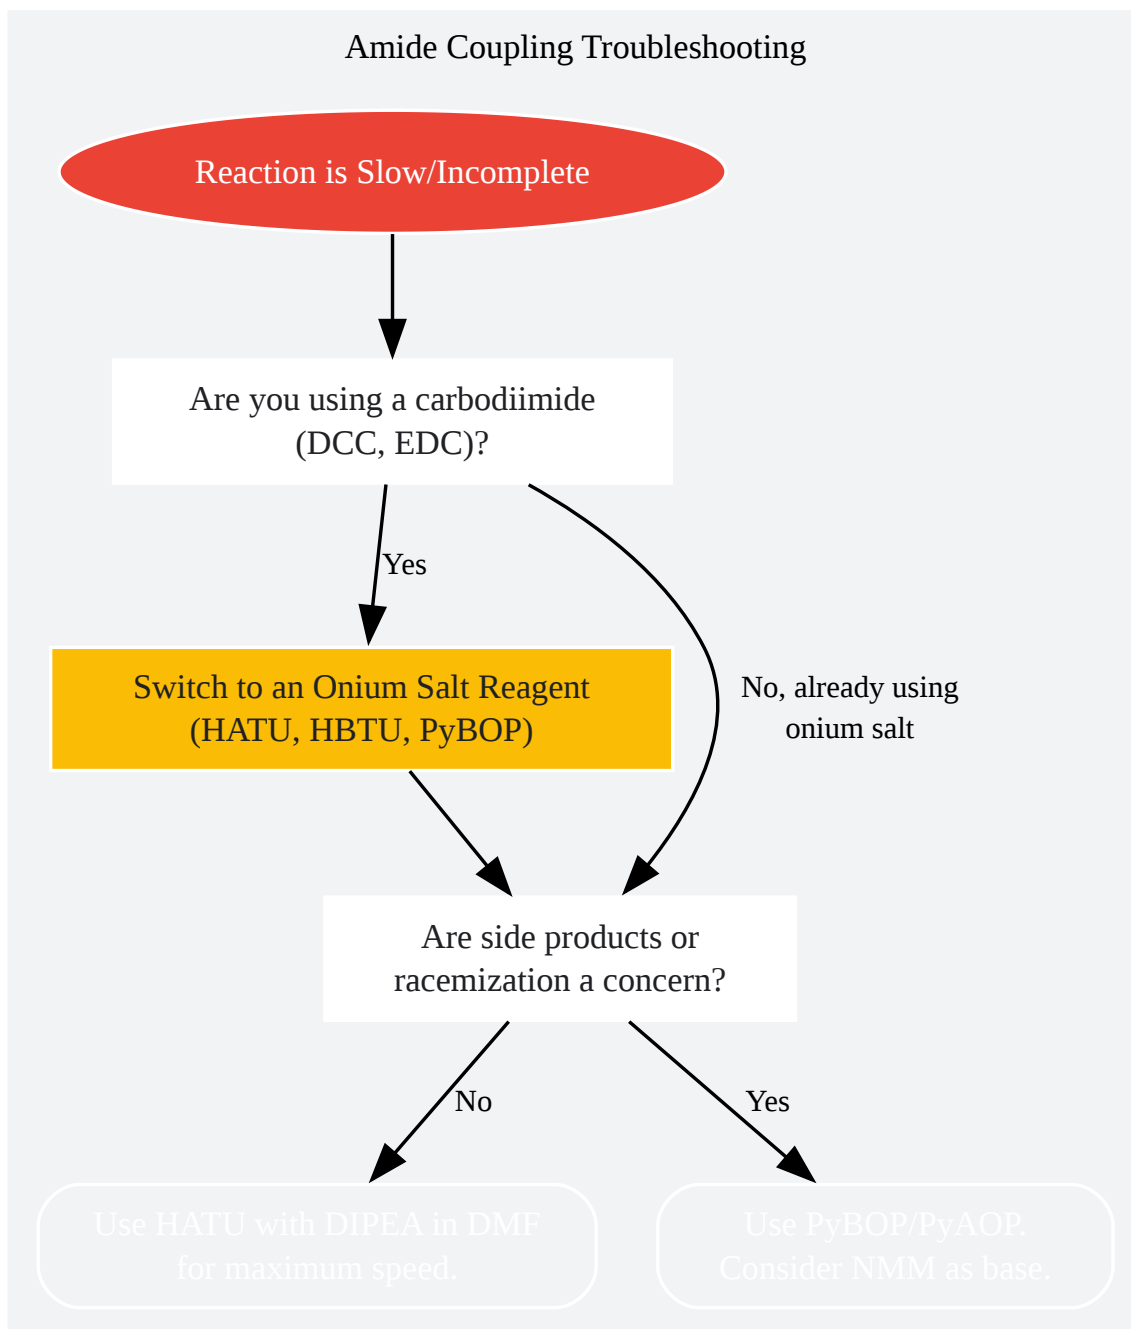 Amide Coupling Troubleshooting
Reaction is Slow/Incomplete
Are you using a carbodiimide
(DCC, EDC)?
Yes
Switch to an Onium Salt Reagent
(HATU, HBTU, PyBOP)
No, already using
onium salt
Are side products or
racemization a concern?
No
Yes
Use HATU with DIPEA in DMF
for maximum speed.
Use PyBOP/PyAOP.
Consider NMM as base.